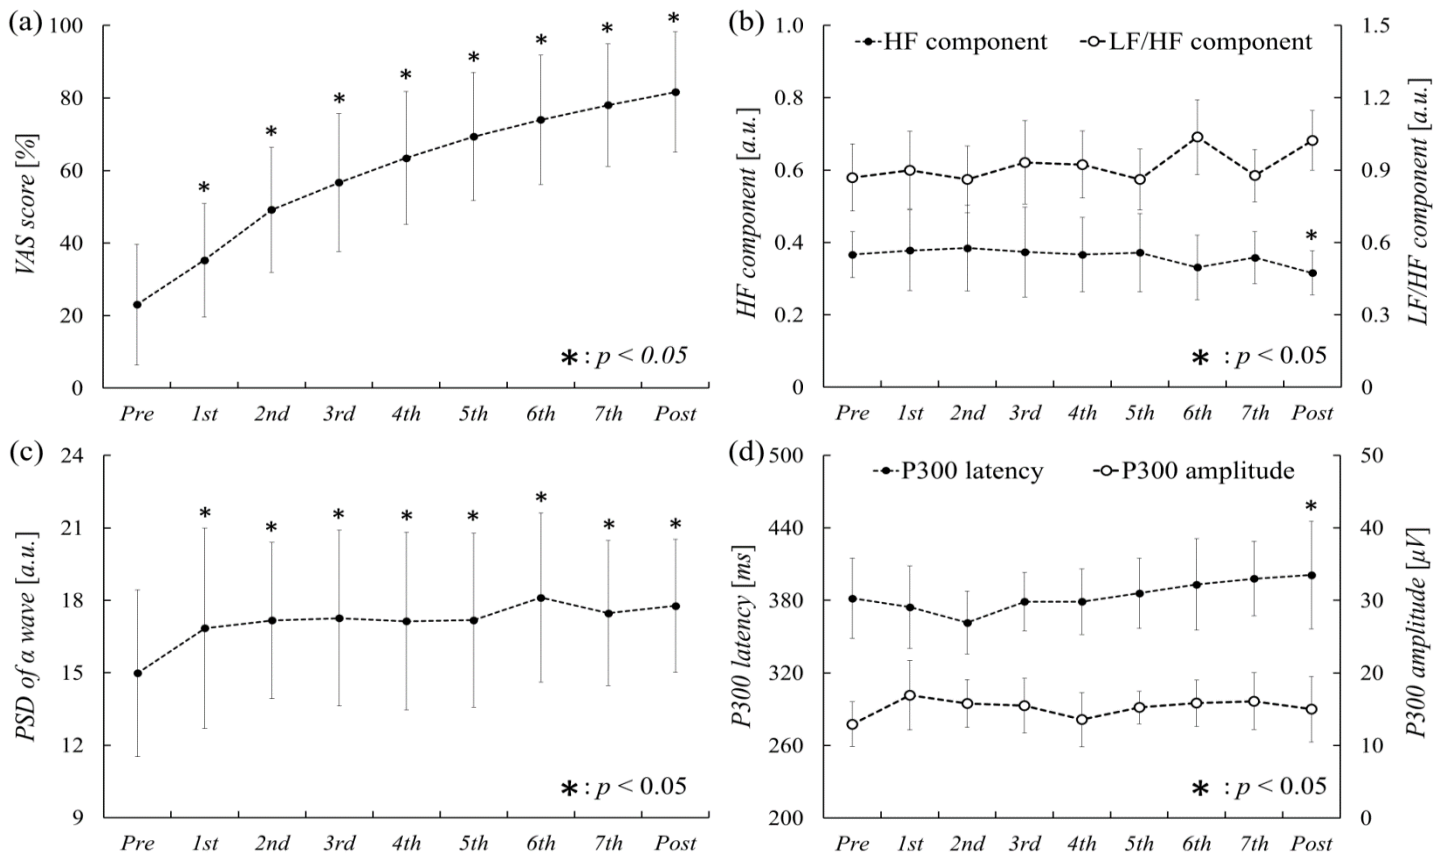 (a)
VAS score [%]
100
80
60
40
20
0
* * * * * * * *
*: p < 0.05
Pre 1st 2nd 3rd 4th 5th 6th 7th Post
(b)
HF component [a.u.]
1.0
0.8
0.6
0.4
0.2
0
HF component LF/HF component
*
* : p < 0.05
1.5
1.2
0.9
0.6
0.3
0
LF/HF component [a.u.]
Pre 1st 2nd 3rd 4th 5th 6th 7th Post
(c)
PSD of α wave [a.u.]
24
21
18
15
12
9
* * * * * * * *
*: p < 0.05
Pre 1st 2nd 3rd 4th 5th 6th 7th Post
(d)
P300 latency [ms]
500
440
380
320
260
200
P300 latency P300 amplitude
*
* : p < 0.05
50
40
30
20
10
0
P300 amplitude [μV]
Pre 1st 2nd 3rd 4th 5th 6th 7th Post